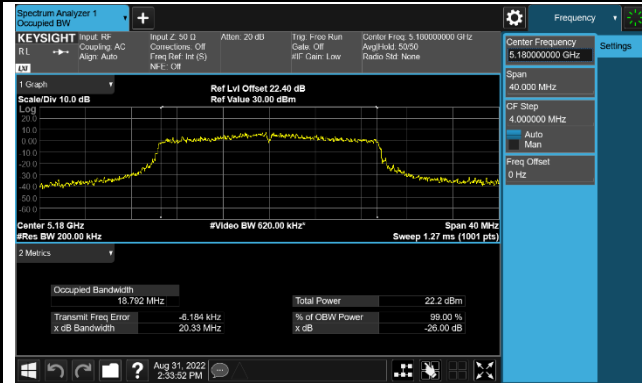 Spectrum Analyzer 1
Occupied BW
Frequency
KEYSIGHT
RL
LXI
Input: RF
Coupling: AC
Align: Auto
Input Z: 50 Ω
Corrections: Off
Freq Ref: Int (S)
NFE: Off
Atten: 20 dB
Trig: Free Run
Gate: Off
#IF Gain: Low
Center Freq: 5.180000000 GHz
Avg|Hold: 50/50
Radio Std: None
Center Frequency
5.180000000 GHz
Settings
Span
40.000 MHz
CF Step
4.000000 MHz
Auto
Man
Freq Offset
0 Hz
1 Graph
Scale/Div 10.0 dB
Ref Lvl Offset 22.40 dB
Ref Value 30.00 dBm
Log
20.0
10.0
0.00
-10.0
-20.0
-30.0
-40.0
-50.0
-60.0
Center 5.18 GHz
#Video BW 620.00 kHz*
Span 40 MHz
#Res BW 200.00 kHz
Sweep 1.27 ms (1001 pts)
2 Metrics
Occupied Bandwidth
18.792 MHz
Total Power
22.2 dBm
Transmit Freq Error
-6.184 kHz
% of OBW Power
99.00 %
x dB Bandwidth
20.33 MHz
x dB
-26.00 dB
Aug 31, 2022
2:33:52 PM